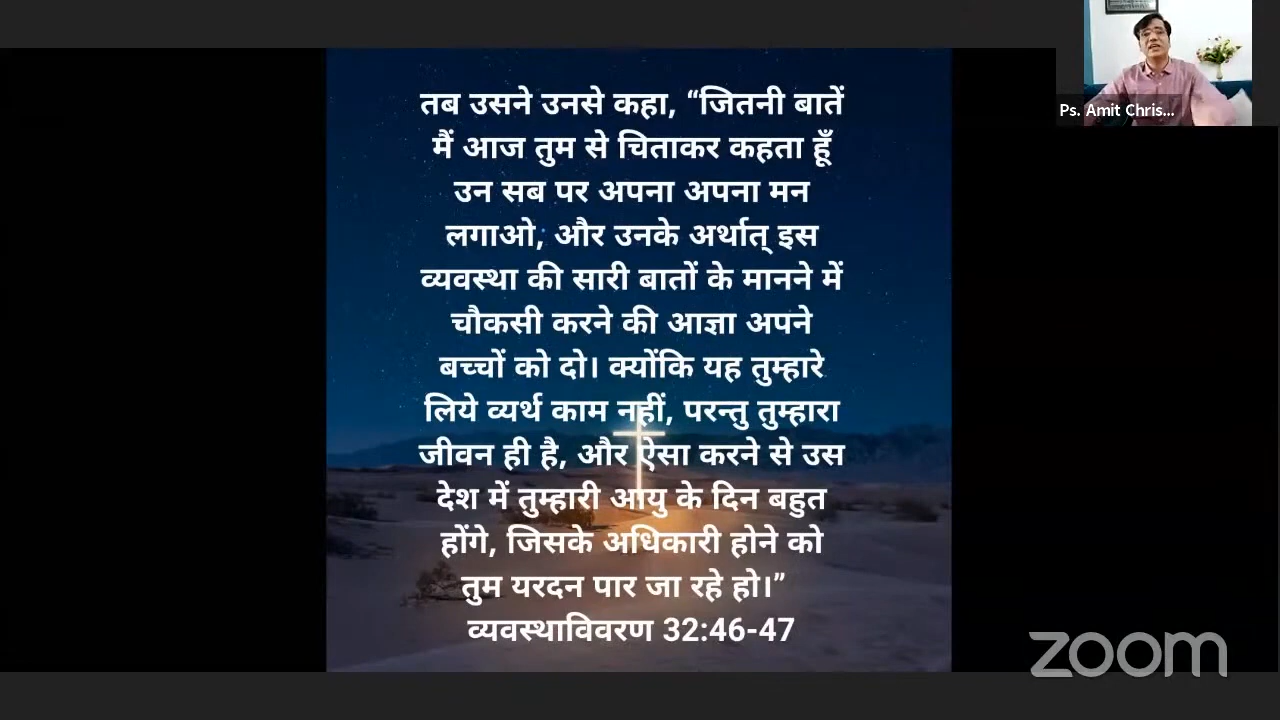 तब उसने उनसे कहा, “जितनी बातें
मैं आज तुम से चिताकर कहता हूँ
उन सब पर अपना अपना मन
लगाओ, और उनके अर्थात् इस
व्यवस्था की सारी बातों के मानने में
चौकसी करने की आज्ञा अपने
बच्चों को दो। क्योंकि यह तुम्हारे
लिये व्यर्थ काम नहीं, परन्तु तुम्हारा
जीवन ही है, और ऐसा करने से उस
देश में तुम्हारी आयु के दिन बहुत
होंगे, जिसके अधिकारी होने को
तुम यरदन पार जा रहे हो।”
व्यवस्थाविवरण 32:46-47
Ps. Amit Chris...
zoom